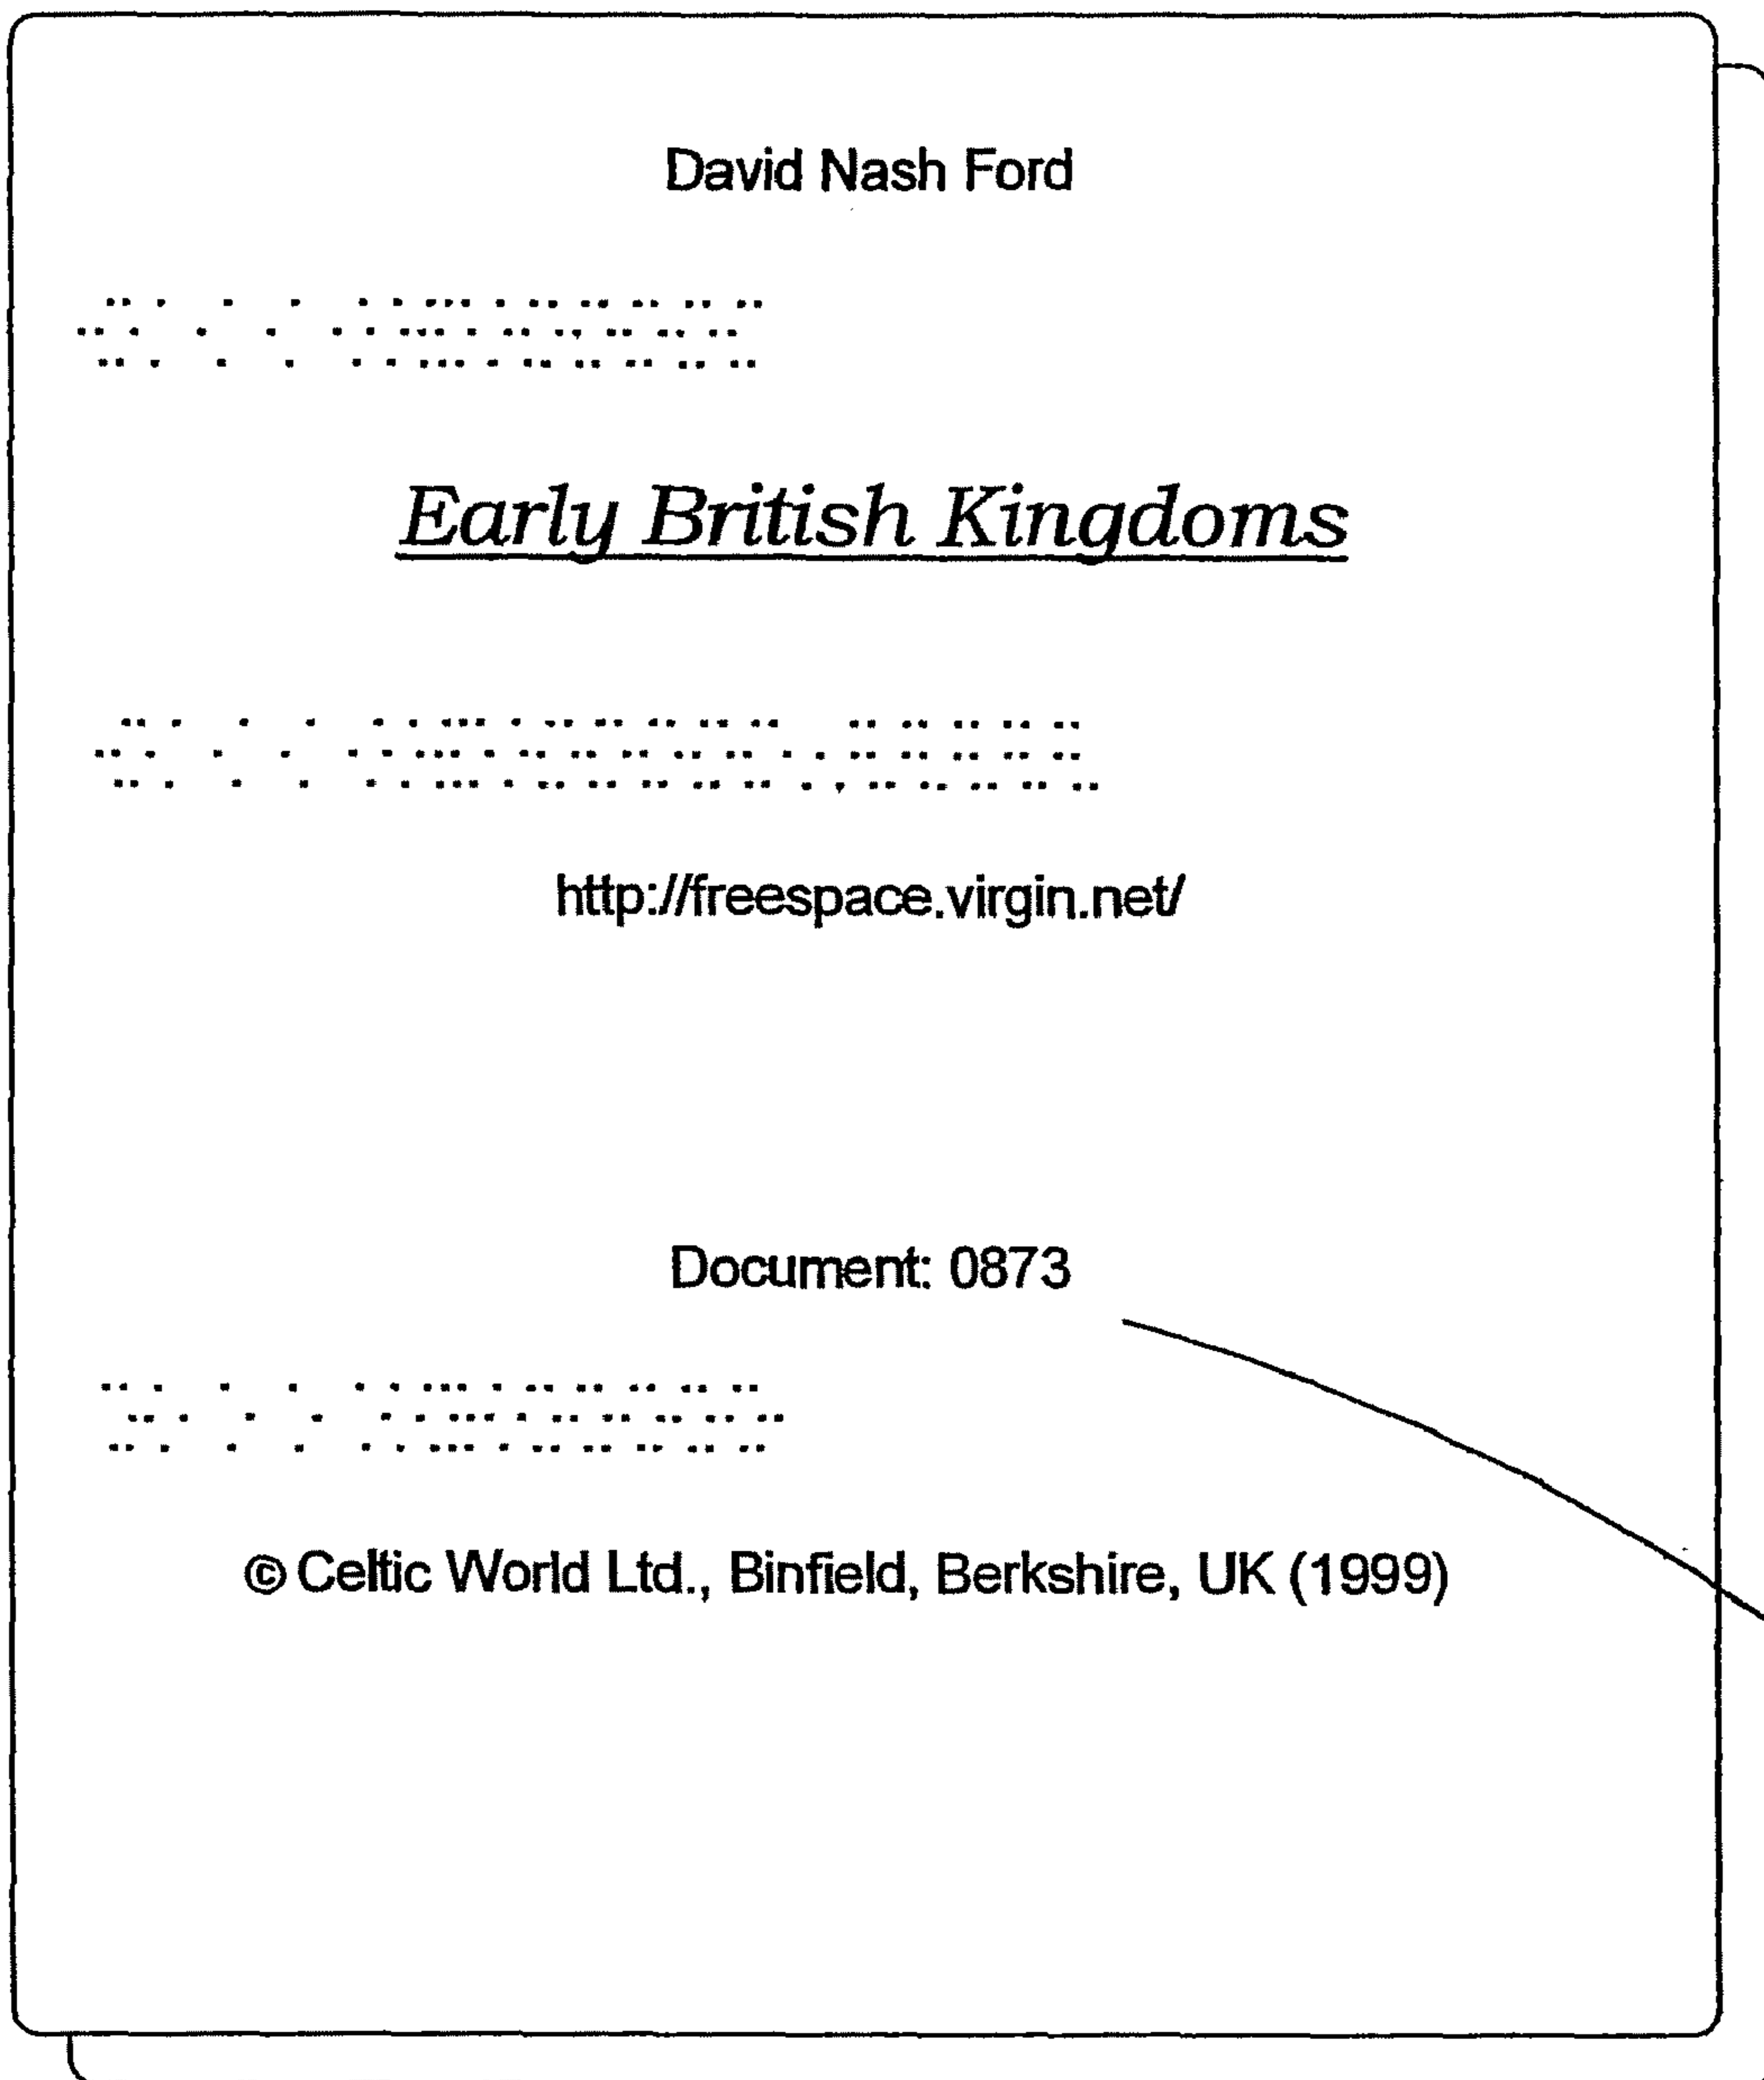 David Nash Ford
Early British Kingdoms
http://freespace.virgin.net/
Document: 0873
© Celtic World Ltd., Binfield, Berkshire, UK (1999)